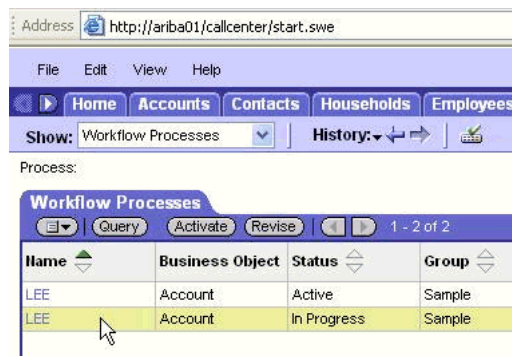 Address http://ariba01/callcenter/start.swe
File Edit View Help
Home Accounts Contacts Households Employees
Show: Workflow Processes History:
Process:
Workflow Processes
Query Activate Revise 1 - 2 of 2
Name Business Object Status Group
LEE Account Active Sample
LEE Account In Progress Sample